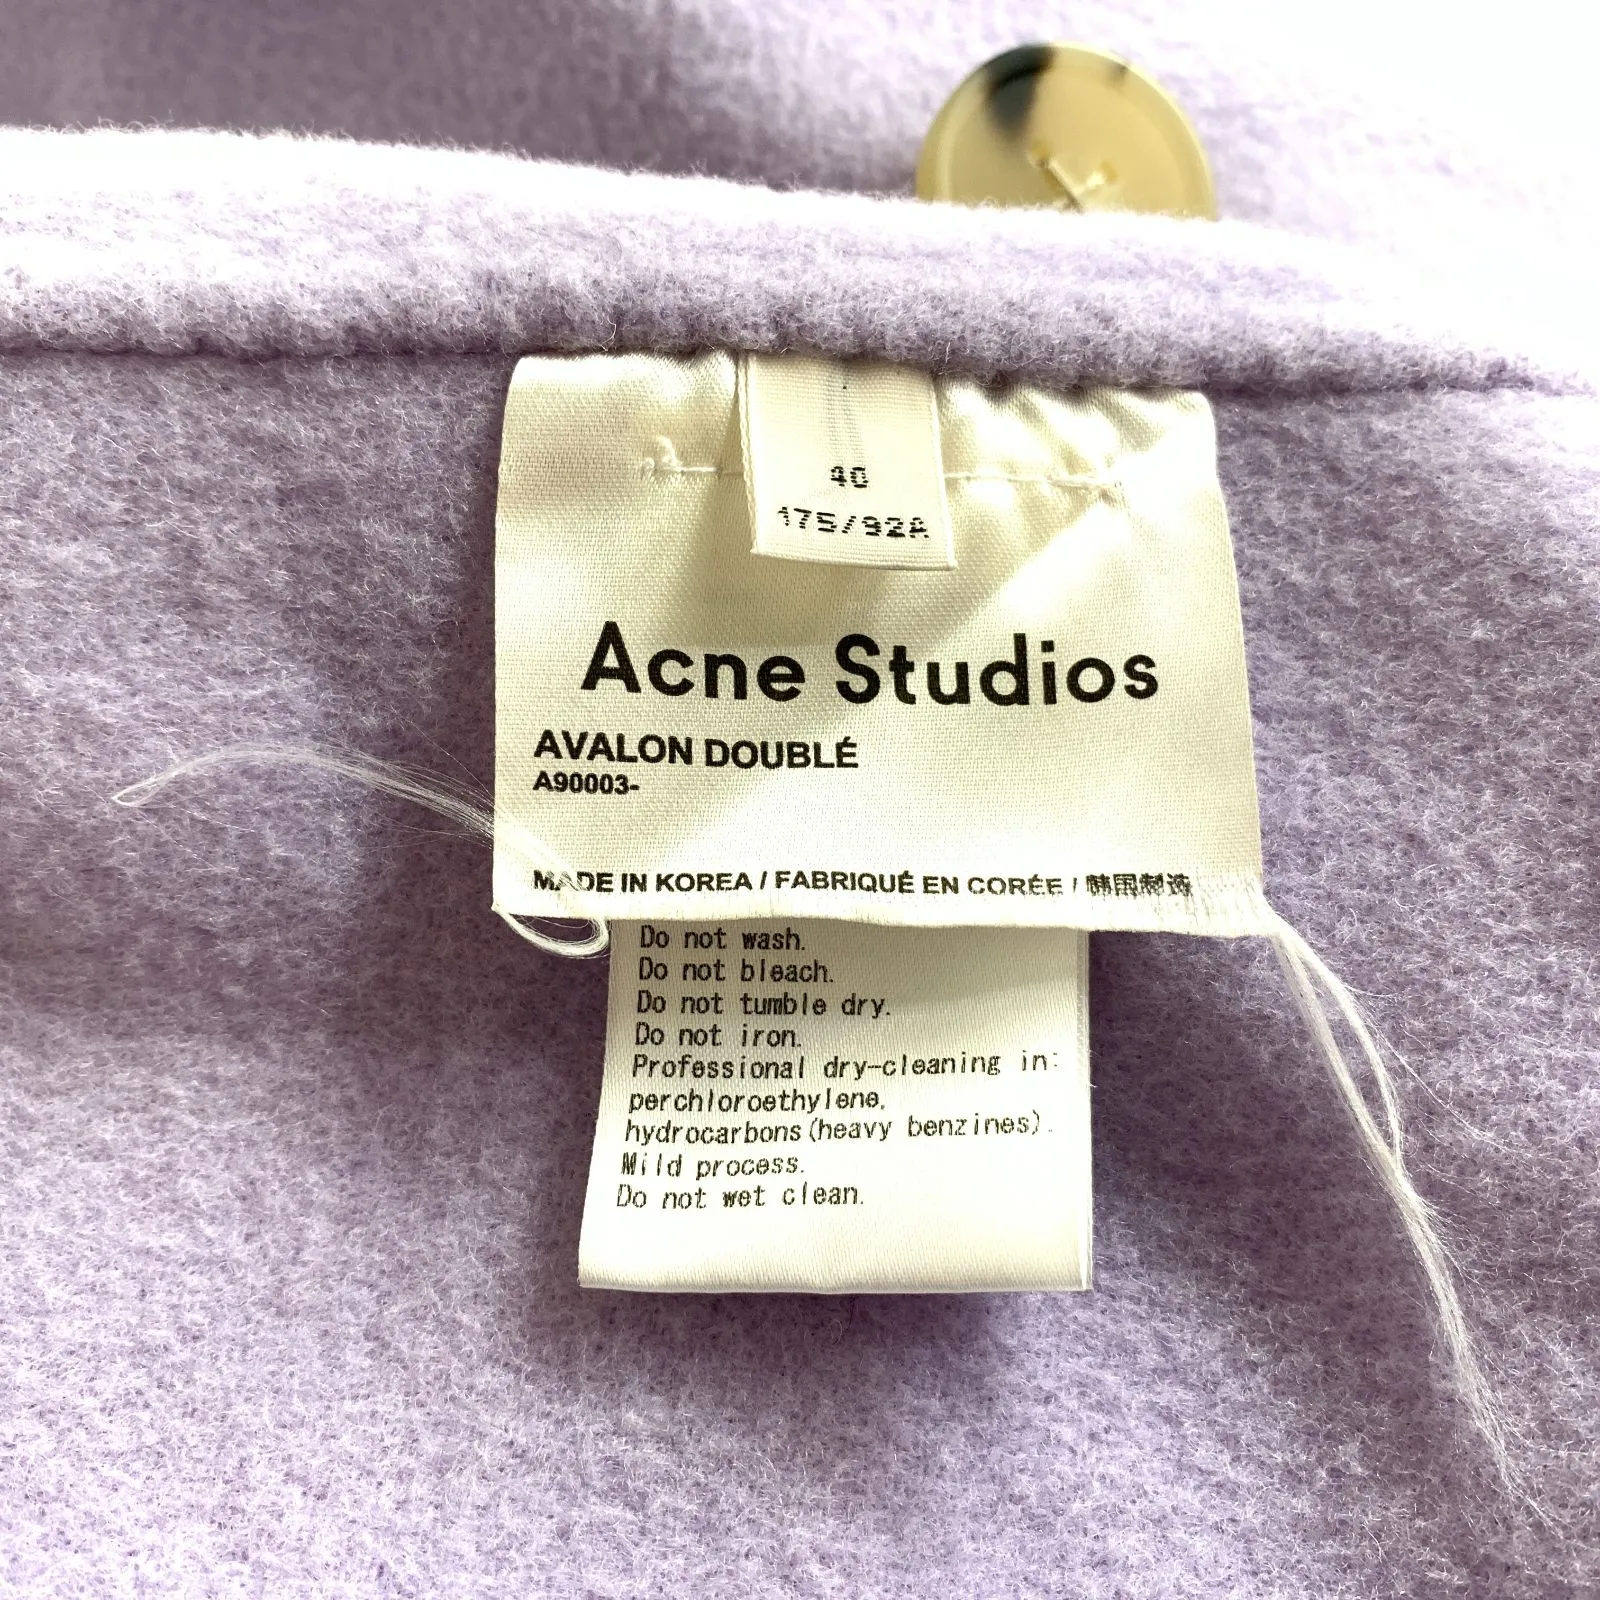 40
175/92A
Acne Studios
AVALON DOUBLÉ
A90003-
MADE IN KOREA / FABRIQUÉ EN CORÉE / 韩国制造
Do not wash.
Do not bleach.
Do not tumble dry.
Do not iron.
Professional dry-cleaning in:
perchloroethylene,
hydrocarbons(heavy benzines).
Mild process.
Do not wet clean.